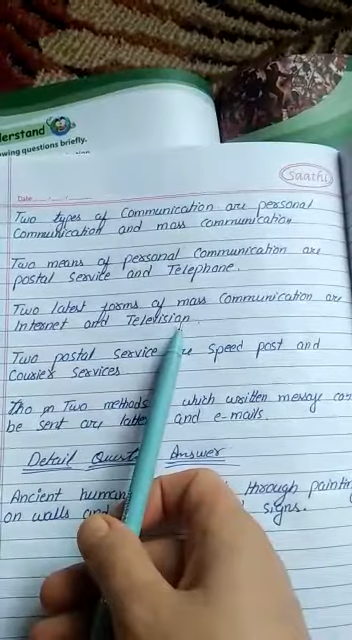 derstand
owing questions briefly.
Saathi
Date
Two types of Communication are personal
Communication and mass communication.
Two means of personal Communication are
postal service and Telephone.
Two latest forms of mass Communication are
Internet and Television.
Two postal service speed post and
Courier Services
Two methods which written message can
be sent are and e-mails.
Detail Answer
Ancient human through
on walls and signs.